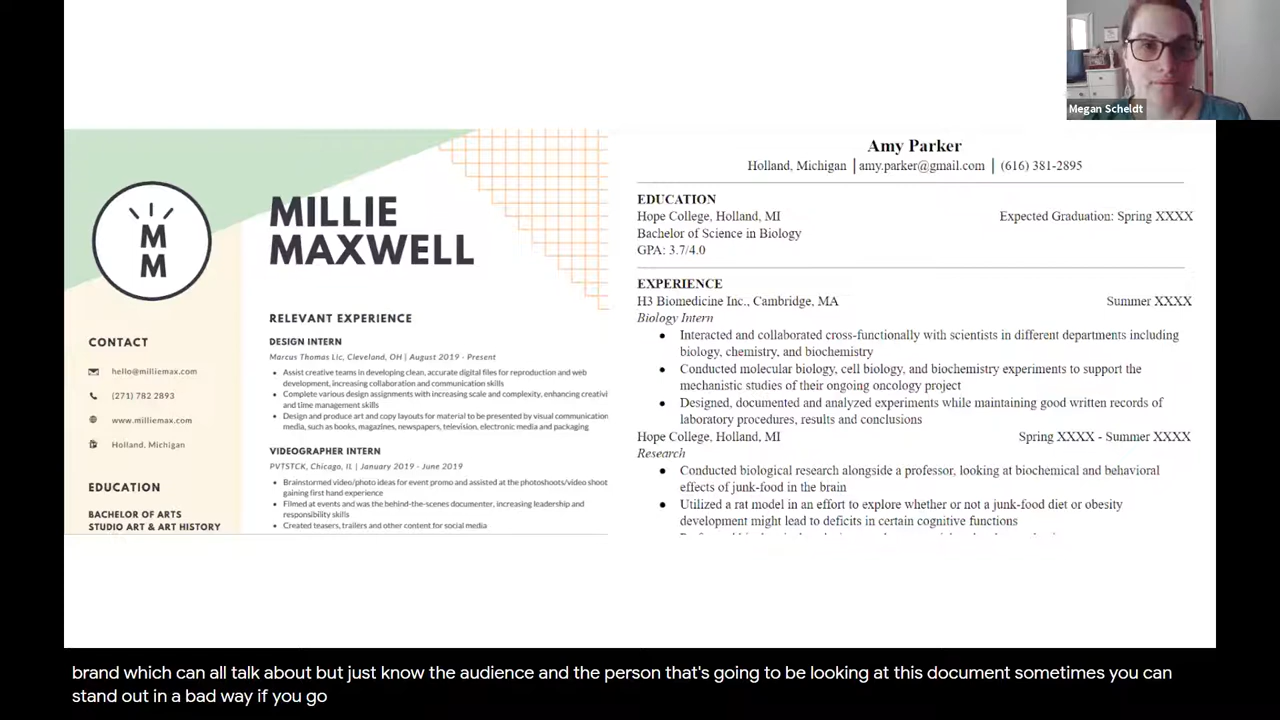 Megan Scheldt
M
M
MILLIE
MAXWELL
CONTACT
hello@milliemax.com
(271) 782 2893
www.milliemax.com
Holland, Michigan
EDUCATION
BACHELOR OF ARTS
STUDIO ART & ART HISTORY
RELEVANT EXPERIENCE
DESIGN INTERN
Marcus Thomas Llc, Cleveland, OH | August 2019 - Present
• Assist creative teams in developing clean, accurate digital files for reproduction and web
development, increasing collaboration and communication skills
• Complete various design assignments with increasing scale and complexity, enhancing creativi
and time management skills
• Design and produce art and copy layouts for material to be presented by visual communication
media, such as books, magazines, newspapers, television, electronic media and packaging
VIDEOGRAPHER INTERN
PVTSTCK, Chicago, IL | January 2019 - June 2019
• Brainstormed video/photo ideas for event promo and assisted at the photoshoots/video shoot
gaining first hand experience
• Filmed at events and was the behind-the-scenes documenter, increasing leadership and
responsibility skills
• Created teasers, trailers and other content for social media
Amy Parker
Holland, Michigan | amy.parker@gmail.com | (616) 381-2895
EDUCATION
Hope College, Holland, MI Expected Graduation: Spring XXXX
Bachelor of Science in Biology
GPA: 3.7/4.0
EXPERIENCE
H3 Biomedicine Inc., Cambridge, MA Summer XXXX
Biology Intern
● Interacted and collaborated cross-functionally with scientists in different departments including
biology, chemistry, and biochemistry
● Conducted molecular biology, cell biology, and biochemistry experiments to support the
mechanistic studies of their ongoing oncology project
● Designed, documented and analyzed experiments while maintaining good written records of
laboratory procedures, results and conclusions
Hope College, Holland, MI Spring XXXX - Summer XXXX
Research
● Conducted biological research alongside a professor, looking at biochemical and behavioral
effects of junk-food in the brain
● Utilized a rat model in an effort to explore whether or not a junk-food diet or obesity
development might lead to deficits in certain cognitive functions
brand which can all talk about but just know the audience and the person that's going to be looking at this document sometimes you can
stand out in a bad way if you go